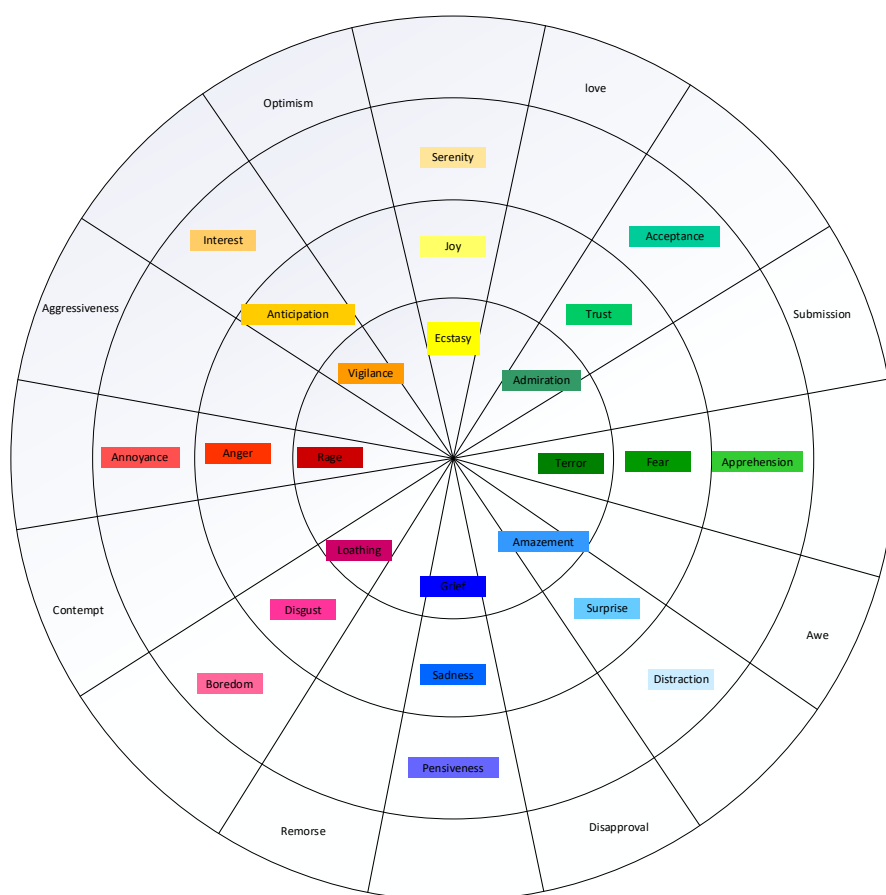 love
Optimism
Serenity
Acceptance
Interest
Joy
Aggressiveness
Anticipation
Trust
Submission
Ecstasy
Vigilance
Admiration
Annoyance
Anger
Rage
Terror
Fear
Apprehension
Amazement
Loathing
Grief
Disgust
Surprise
Contempt
Awe
Sadness
Distraction
Boredom
Pensiveness
Disapproval
Remorse